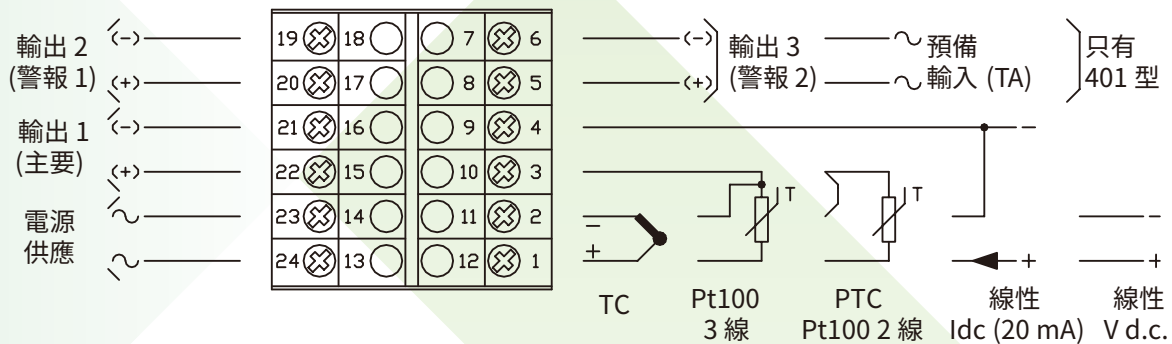 輸出 2
(警報 1)
(-)
(+)
輸出 1
(主要)
(-)
(+)
電源
供應
19 18 7 6
20 17 8 5
21 16 9 4
22 15 10 3
23 14 11 2
24 13 12 1
(-)
(+)
輸出 3
(警報 2)
預備
輸入 (TA)
只有
401 型
-
-
+
T
T
+
-
+
TC
Pt100
3 線
PTC
Pt100 2 線
線性
Idc (20 mA)
線性
V d.c.